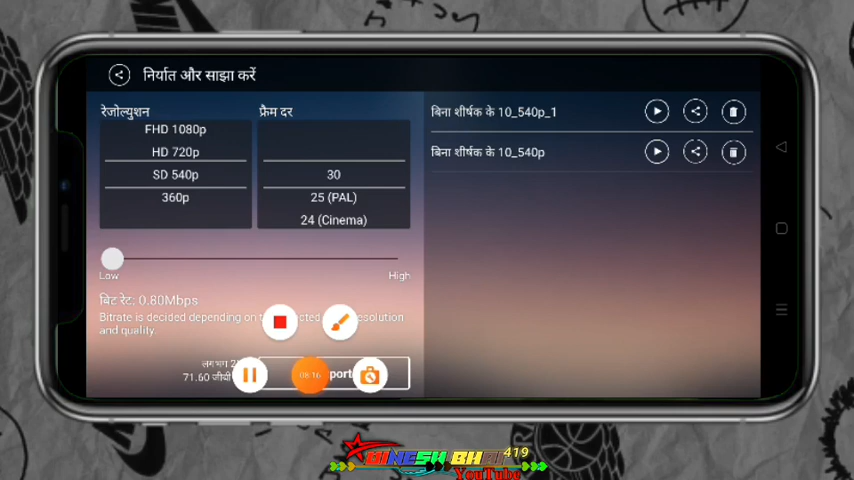 निर्यात और साझा करें
रेजोल्युशन
फ्रैम दर
FHD 1080p
HD 720p
SD 540p
360p
30
25 (PAL)
24 (Cinema)
Low
High
बिट रेट: 0.80Mbps
Bitrate is decided depending on
resolution
and quality.
लगभग
71.60
08:16
बिना शीर्षक के 10_540p_1
बिना शीर्षक के 10_540p
419
YouTube